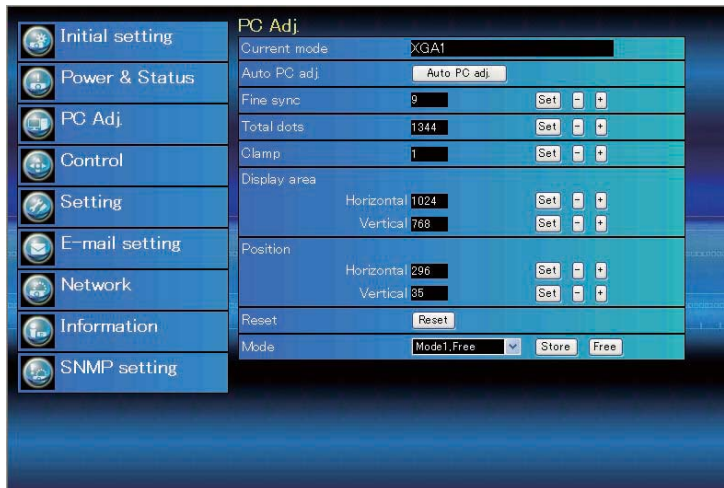 Initial setting
Power & Status
PC Adj.
Control
Setting
E-mail setting
Network
Information
SNMP setting
PC Adj.
Current mode XGA1
Auto PC adj. Auto PC adj.
Fine sync 9 Set - +
Total dots 1344 Set - +
Clamp 1 Set - +
Display area
Horizontal 1024 Set - +
Vertical 768 Set - +
Position
Horizontal 296 Set - +
Vertical 35 Set - +
Reset Reset
Mode Mode1,Free Store Free